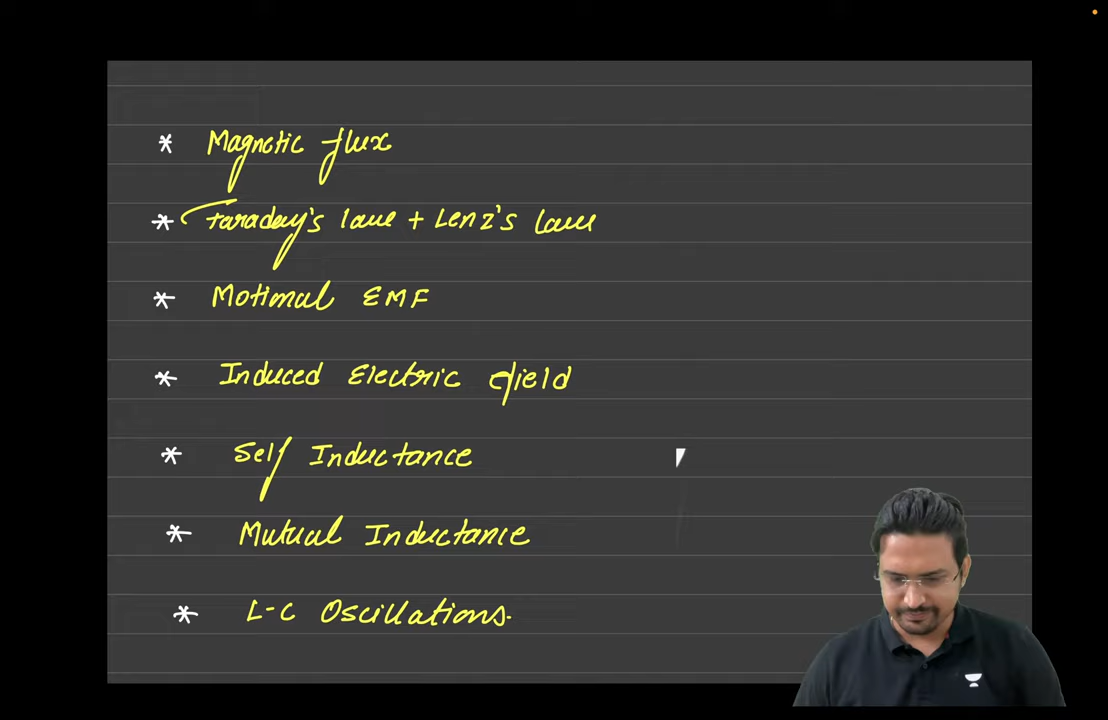 * Magnetic flux
* Faraday's law + Lenz's law
* Motional EMF
* Induced Electric field
* Self Inductance
* Mutual Inductance
* L-C Oscillations.